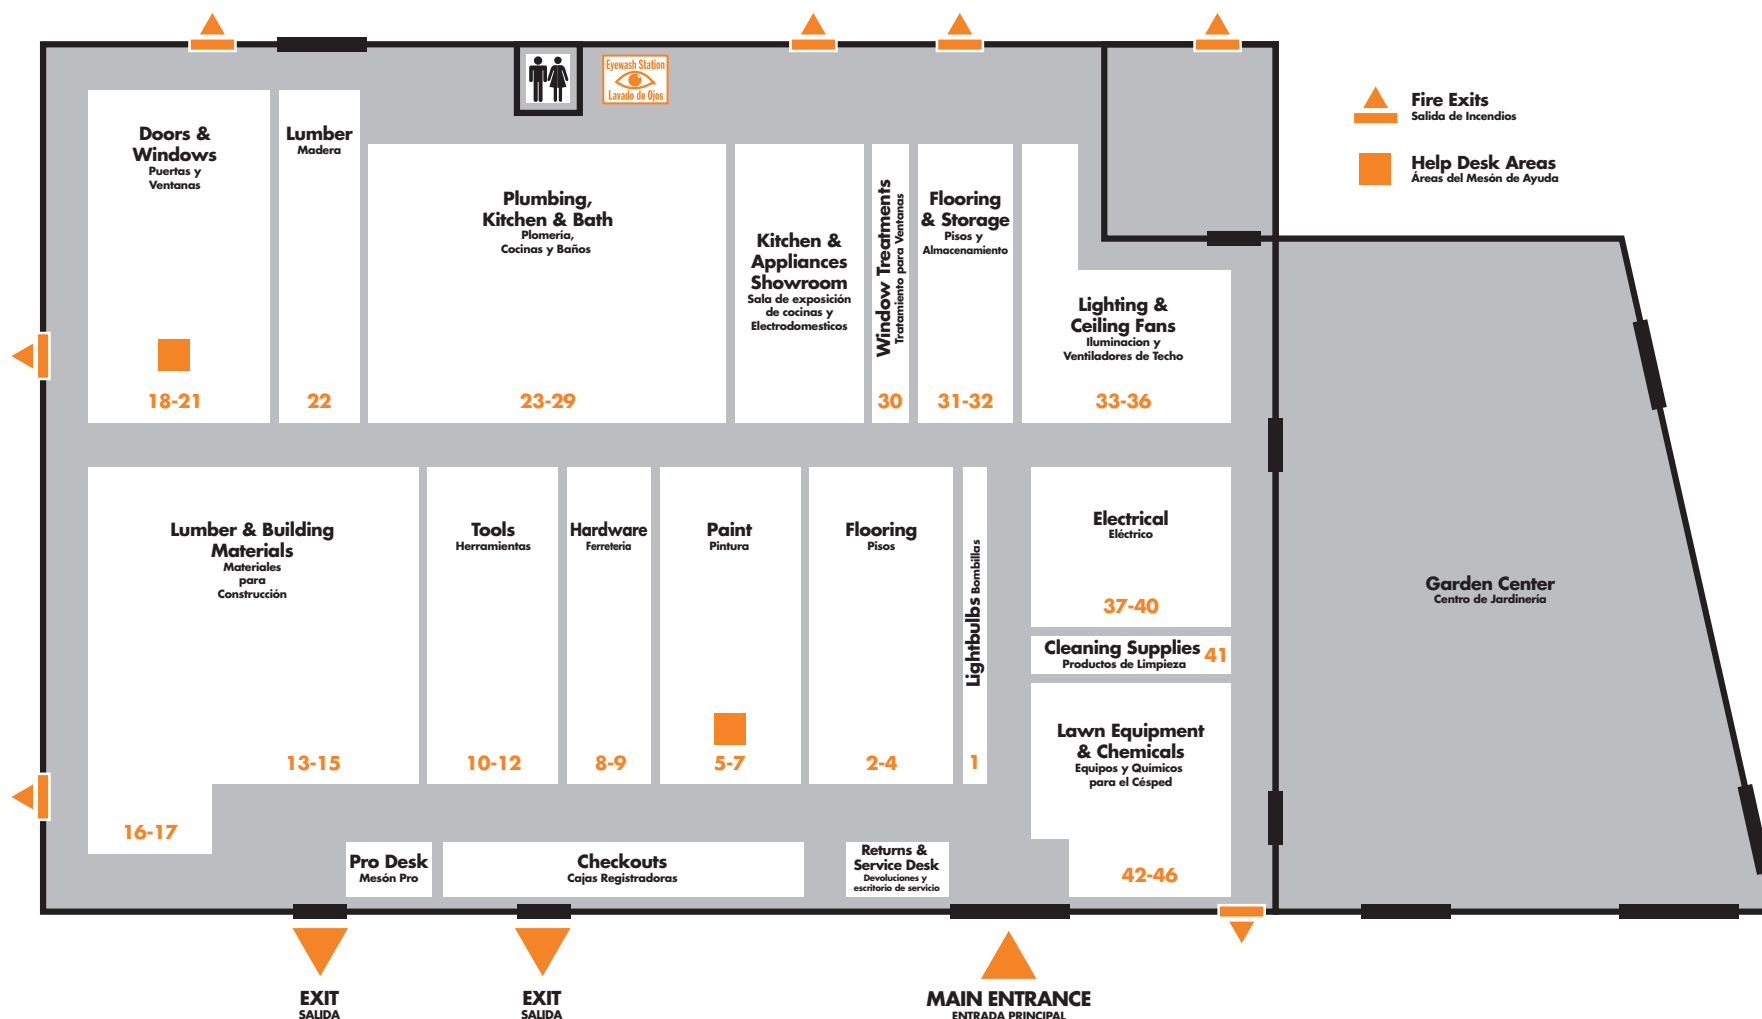 Eyewash Station
Lavado de Ojos
Fire Exits
Salida de Incendios
Help Desk Areas
Áreas del Mesón de Ayuda
Doors &
Windows
Puertas y
Ventanas
18-21
Lumber
Madera
22
Plumbing,
Kitchen & Bath
Plomería,
Cocinas y Baños
23-29
Kitchen &
Appliances
Showroom
Sala de exposición
de cocinas y
Electrodomesticos
Window Treatments
Tratamiento para Ventanas
30
Flooring
& Storage
Pisos y
Almacenamiento
31-32
Lighting &
Ceiling Fans
Iluminacion y
Ventiladores de Techo
33-36
Lumber & Building
Materials
Materiales
para
Construcción
13-15
16-17
Tools
Herramientas
10-12
Hardware
Ferreteria
8-9
Paint
Pintura
5-7
Flooring
Pisos
2-4
Lightbulbs Bombillas
1
Electrical
Eléctrico
37-40
Cleaning Supplies
Productos de Limpieza
41
Lawn Equipment
& Chemicals
Equipos y Químicos
para el Césped
42-46
Garden Center
Centro de Jardinería
Pro Desk
Mesón Pro
Checkouts
Cajas Registradoras
Returns &
Service Desk
Devoluciones y
escritorio de servicio
EXIT
SALIDA
EXIT
SALIDA
MAIN ENTRANCE
ENTRADA PRINCIPAL